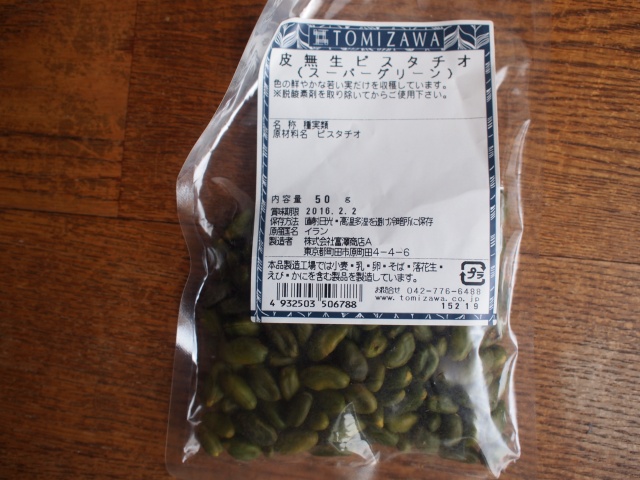 TOMIZAWA
皮無生ピスタチオ
(スーパーグリーン)
色の鮮やかな若い実だけを収穫しています。
※脱酸素剤を取り除いてからご使用下さい。
名 称 種実類
原材料名 ピスタチオ
内容量 50 g
賞味期限 2016.2.2
保存方法 直射日光・高温多湿を避け冷暗所に保存
原産国名 イラン
製造者 株式会社富澤商店A
東京都町田市原町田4-4-6
本品製造工場では小麦・乳・卵・そば・落花生・
えび・かにを含む製品を製造しています。
プラ
お問合せ 042-776-6488
www.tomizawa.co.jp
4 932503 506788
15219